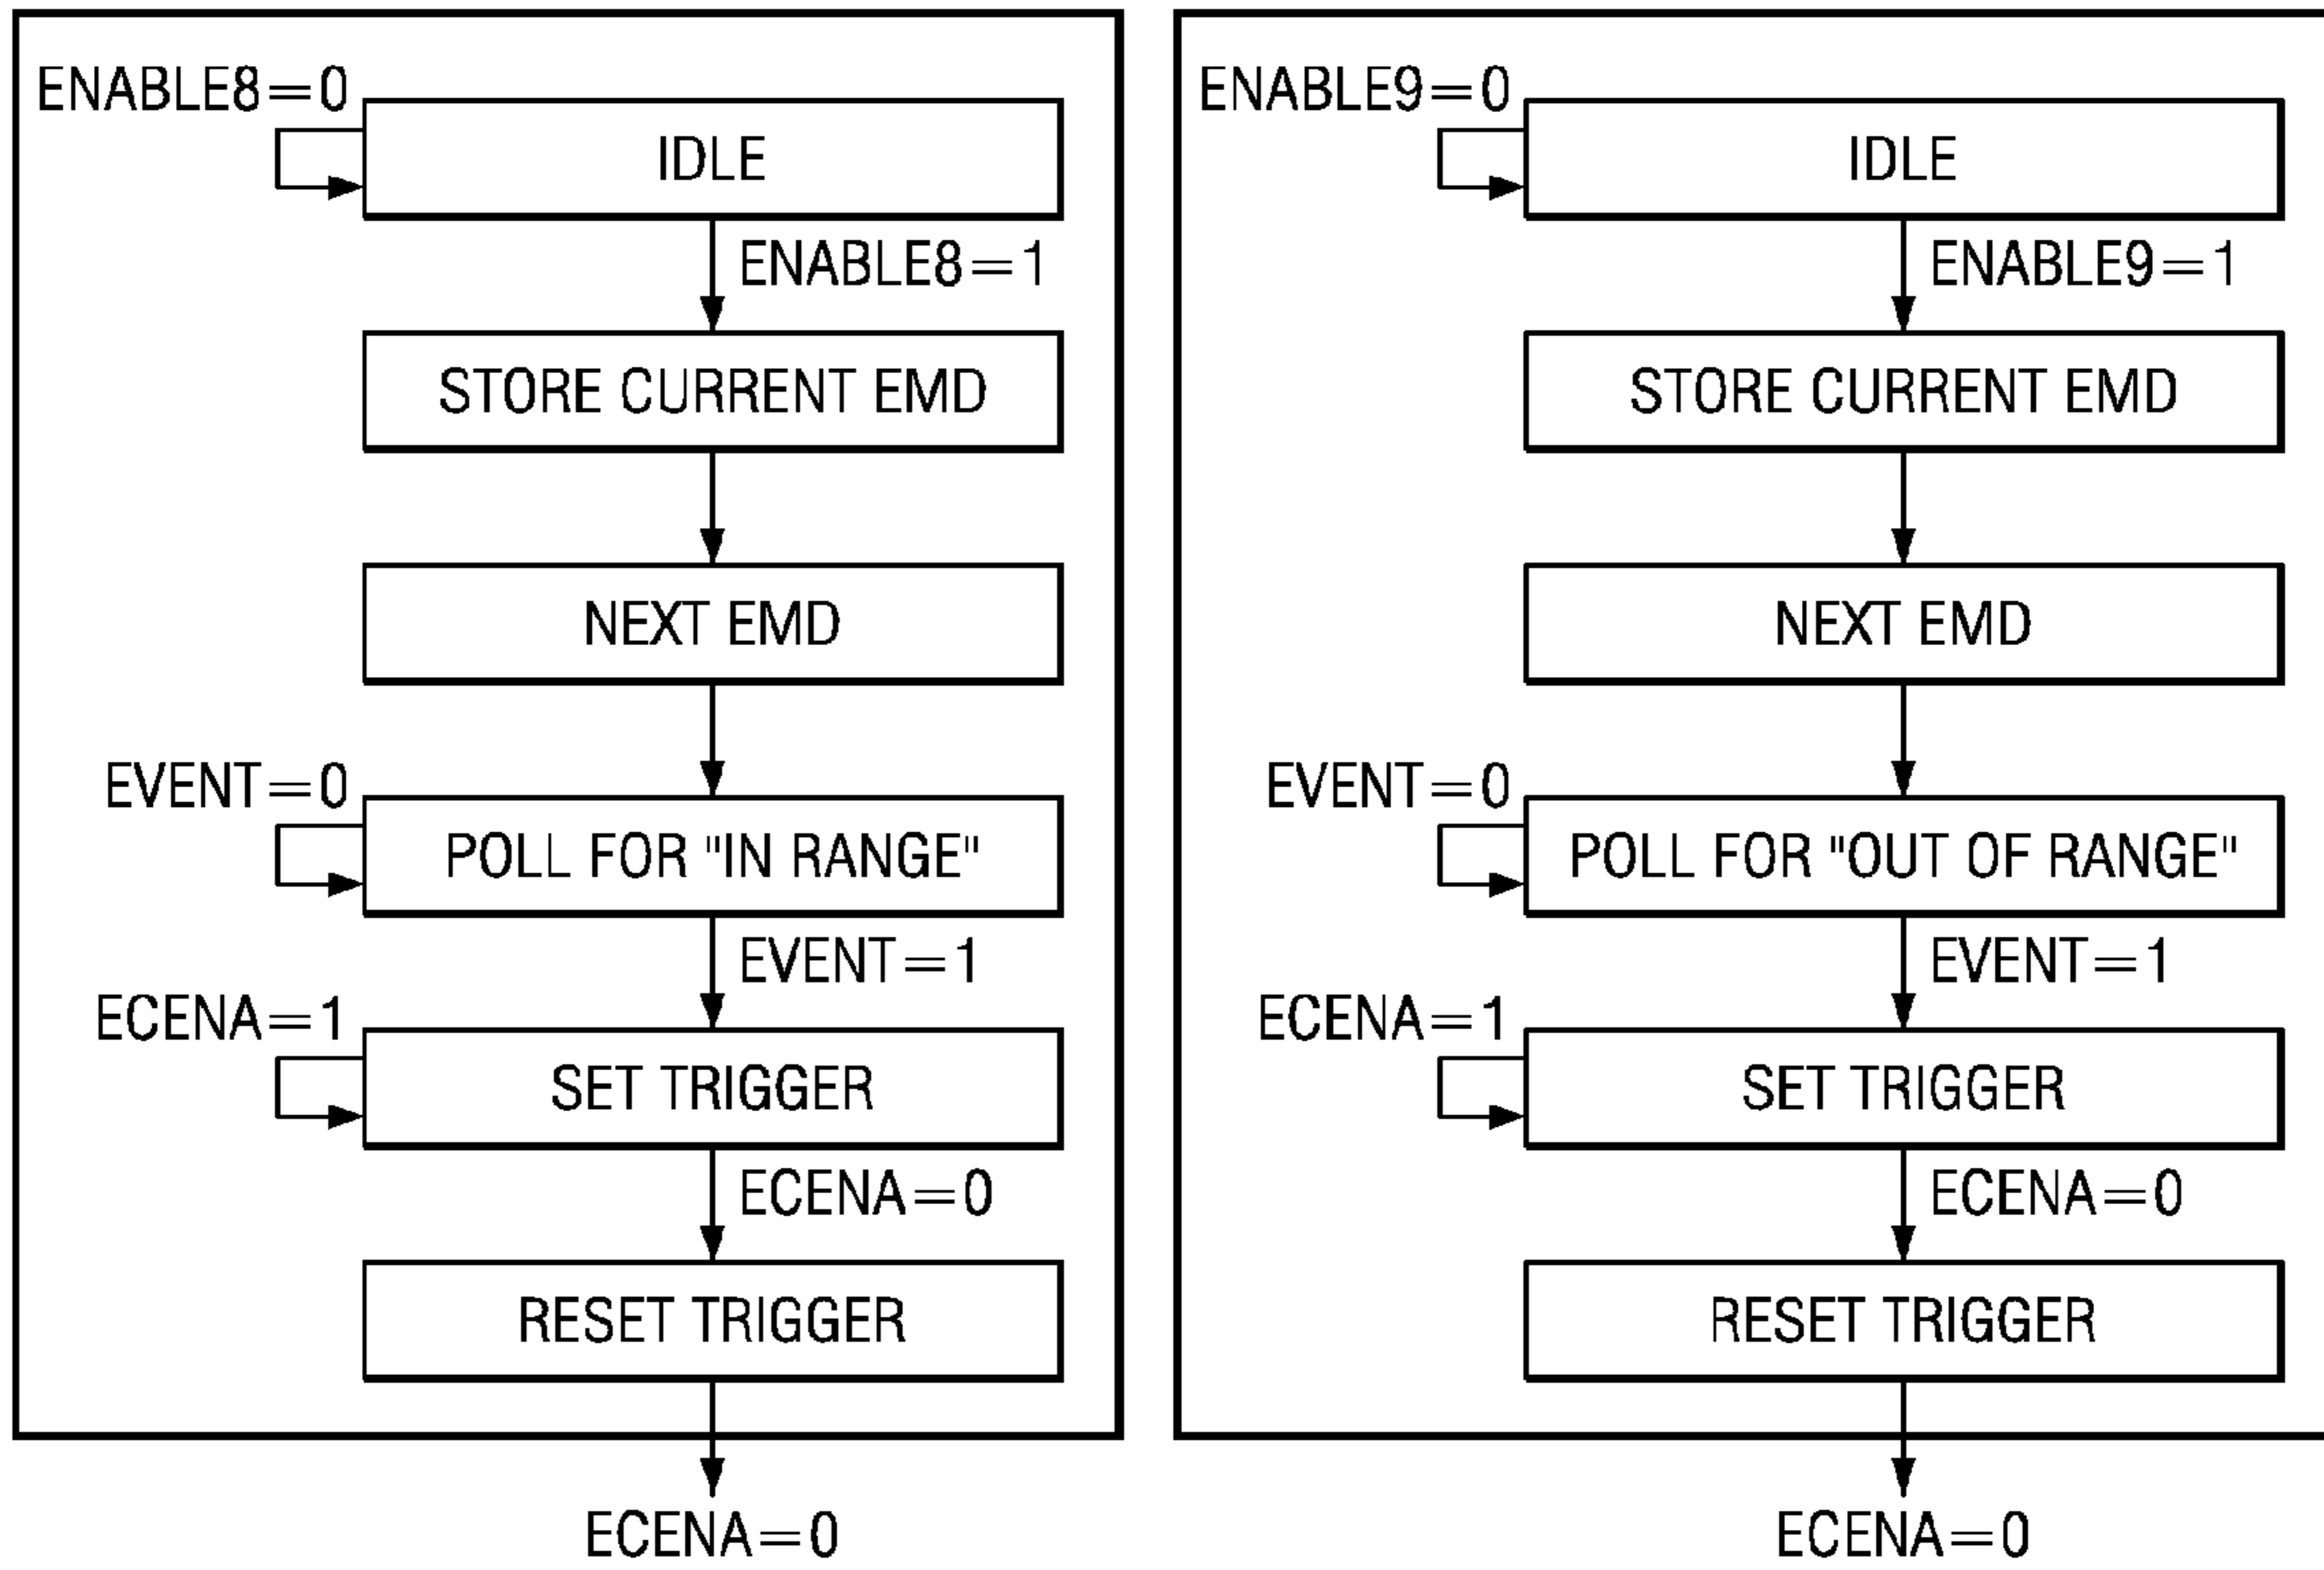 ENABLE8=0
IDLE
ENABLE8=1
STORE CURRENT EMD
NEXT EMD
EVENT=0
POLL FOR "IN RANGE"
EVENT=1
ECENA=1
SET TRIGGER
ECENA=0
RESET TRIGGER
ECENA=0
ENABLE9=0
IDLE
ENABLE9=1
STORE CURRENT EMD
NEXT EMD
EVENT=0
POLL FOR "OUT OF RANGE"
EVENT=1
ECENA=1
SET TRIGGER
ECENA=0
RESET TRIGGER
ECENA=0